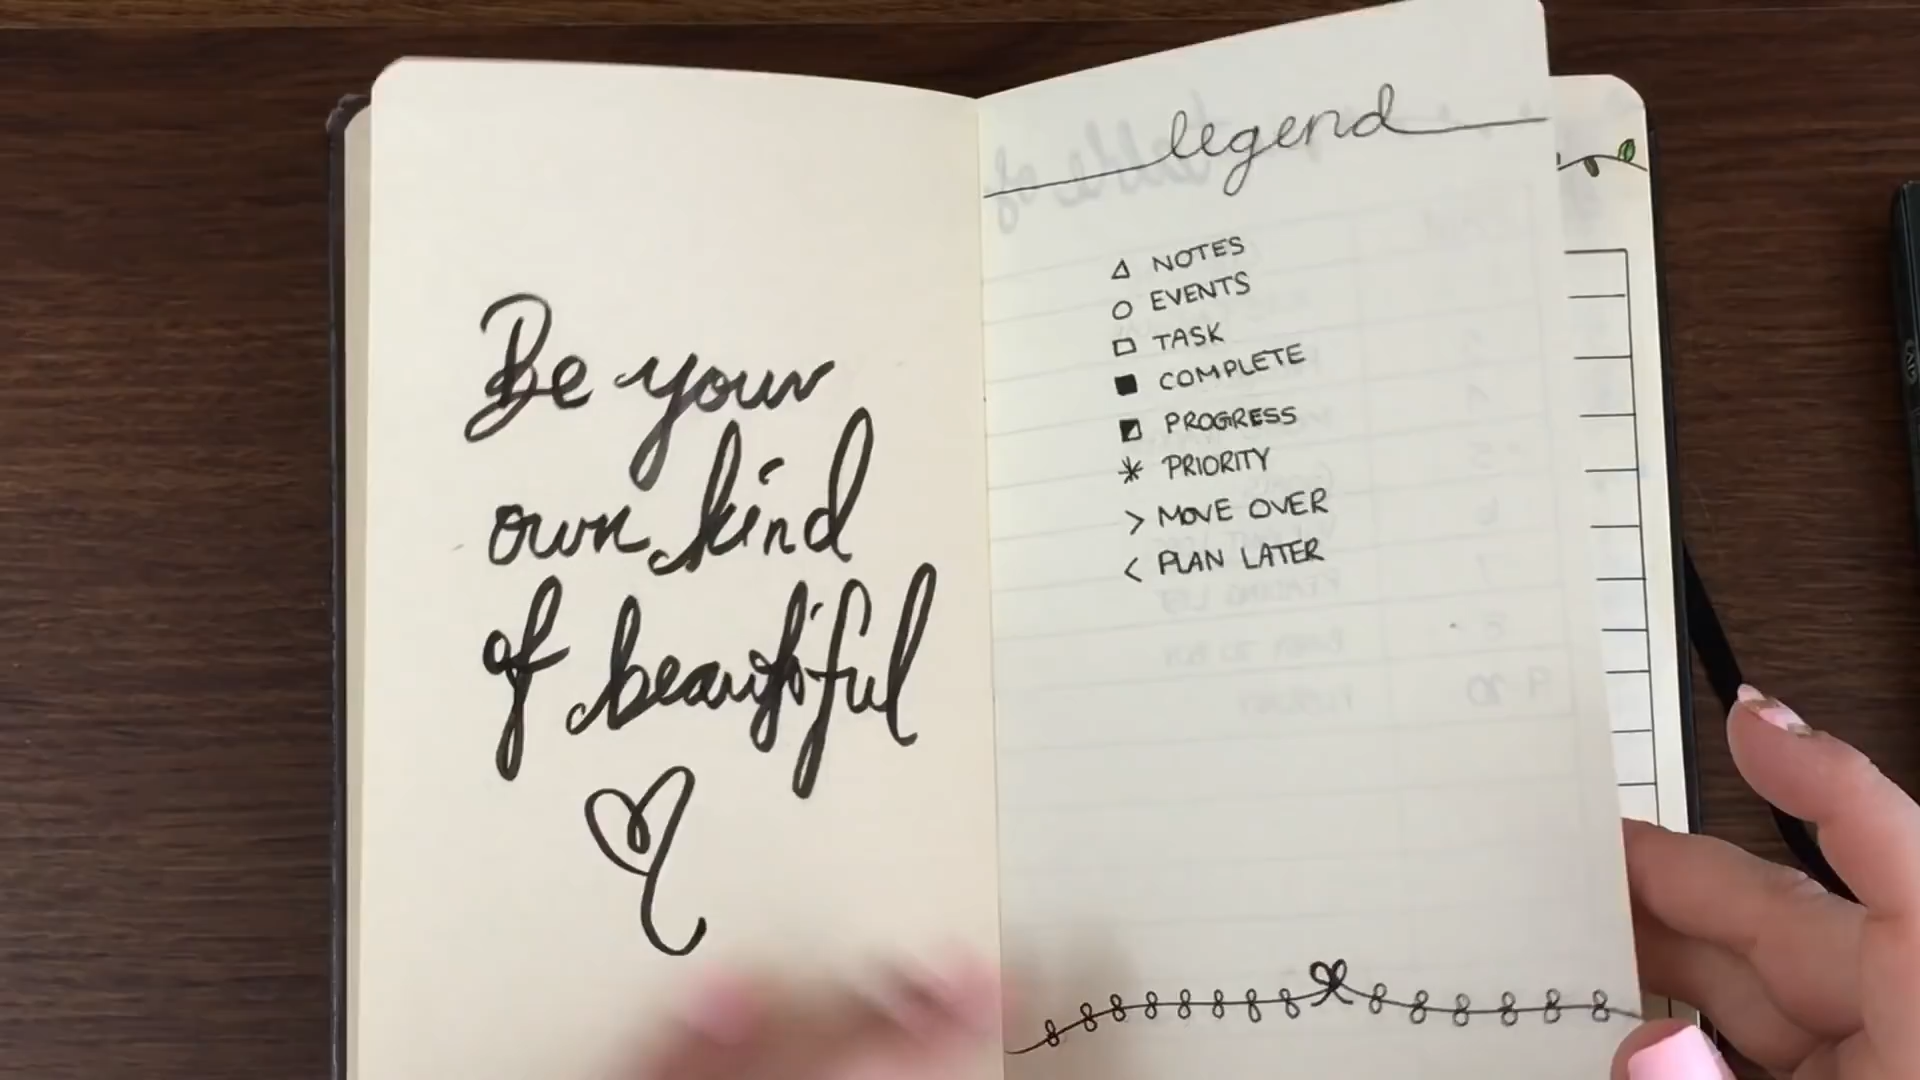 Be your
own kind
of beautiful
legend
△ NOTES
○ EVENTS
□ TASK
■ COMPLETE
◪ PROGRESS
* PRIORITY
> MOVE OVER
< PLAN LATER